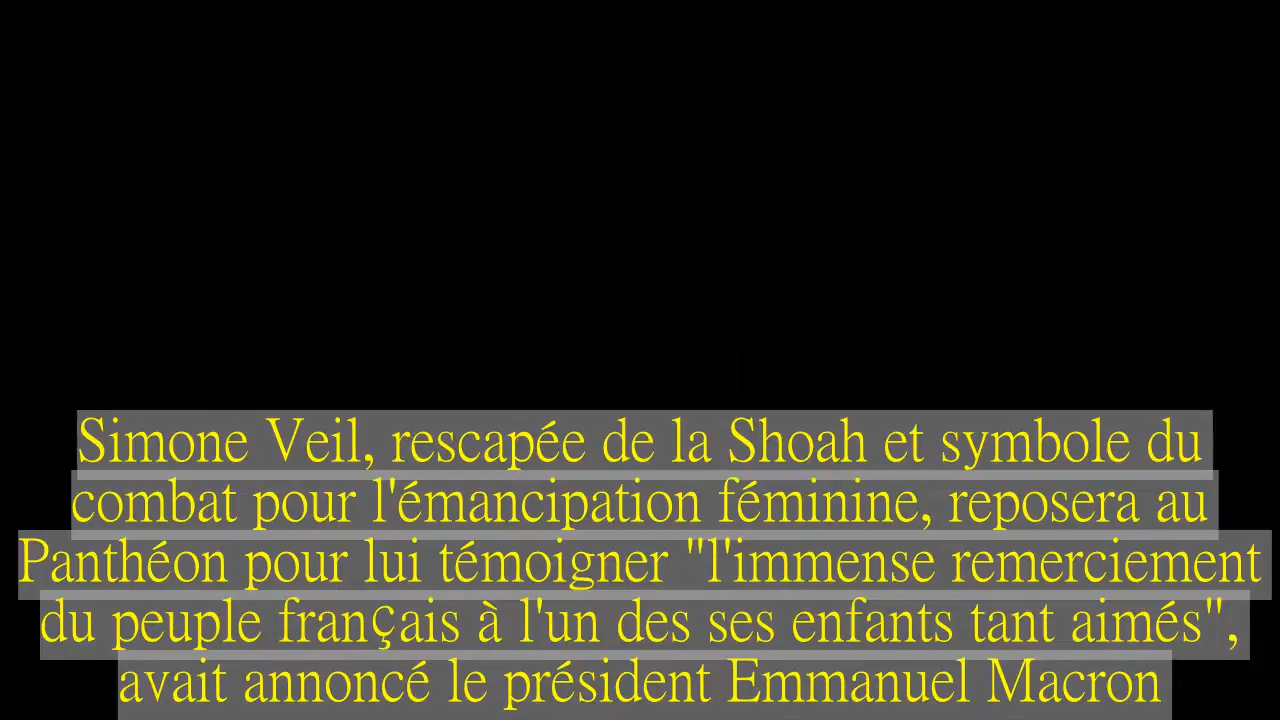 Simone Veil, rescapée de la Shoah et symbole du
combat pour l'émancipation féminine, reposera au
Panthéon pour lui témoigner "l'immense remerciement
du peuple français à l'un des ses enfants tant aimés",
avait annoncé le président Emmanuel Macron